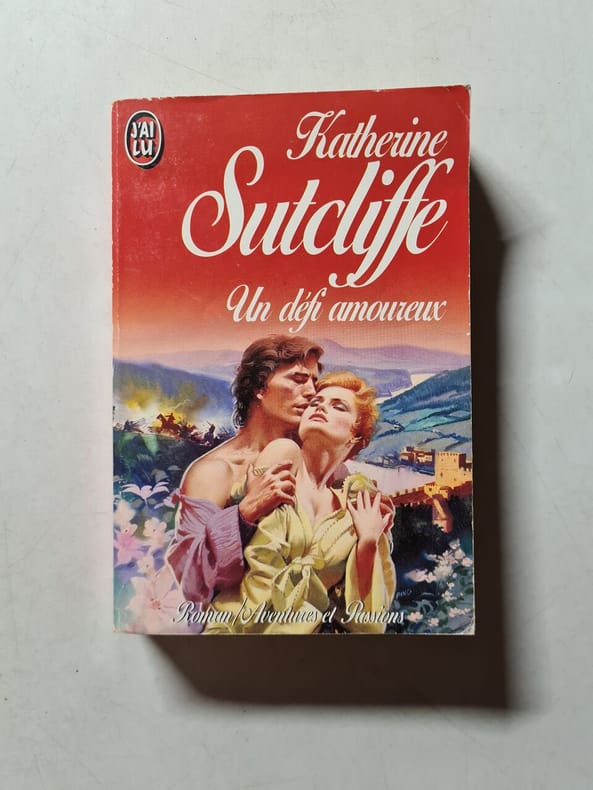 J'AI
LU
Katherine
Sutcliffe
Un défi amoureux
Roman/Aventures et Passions